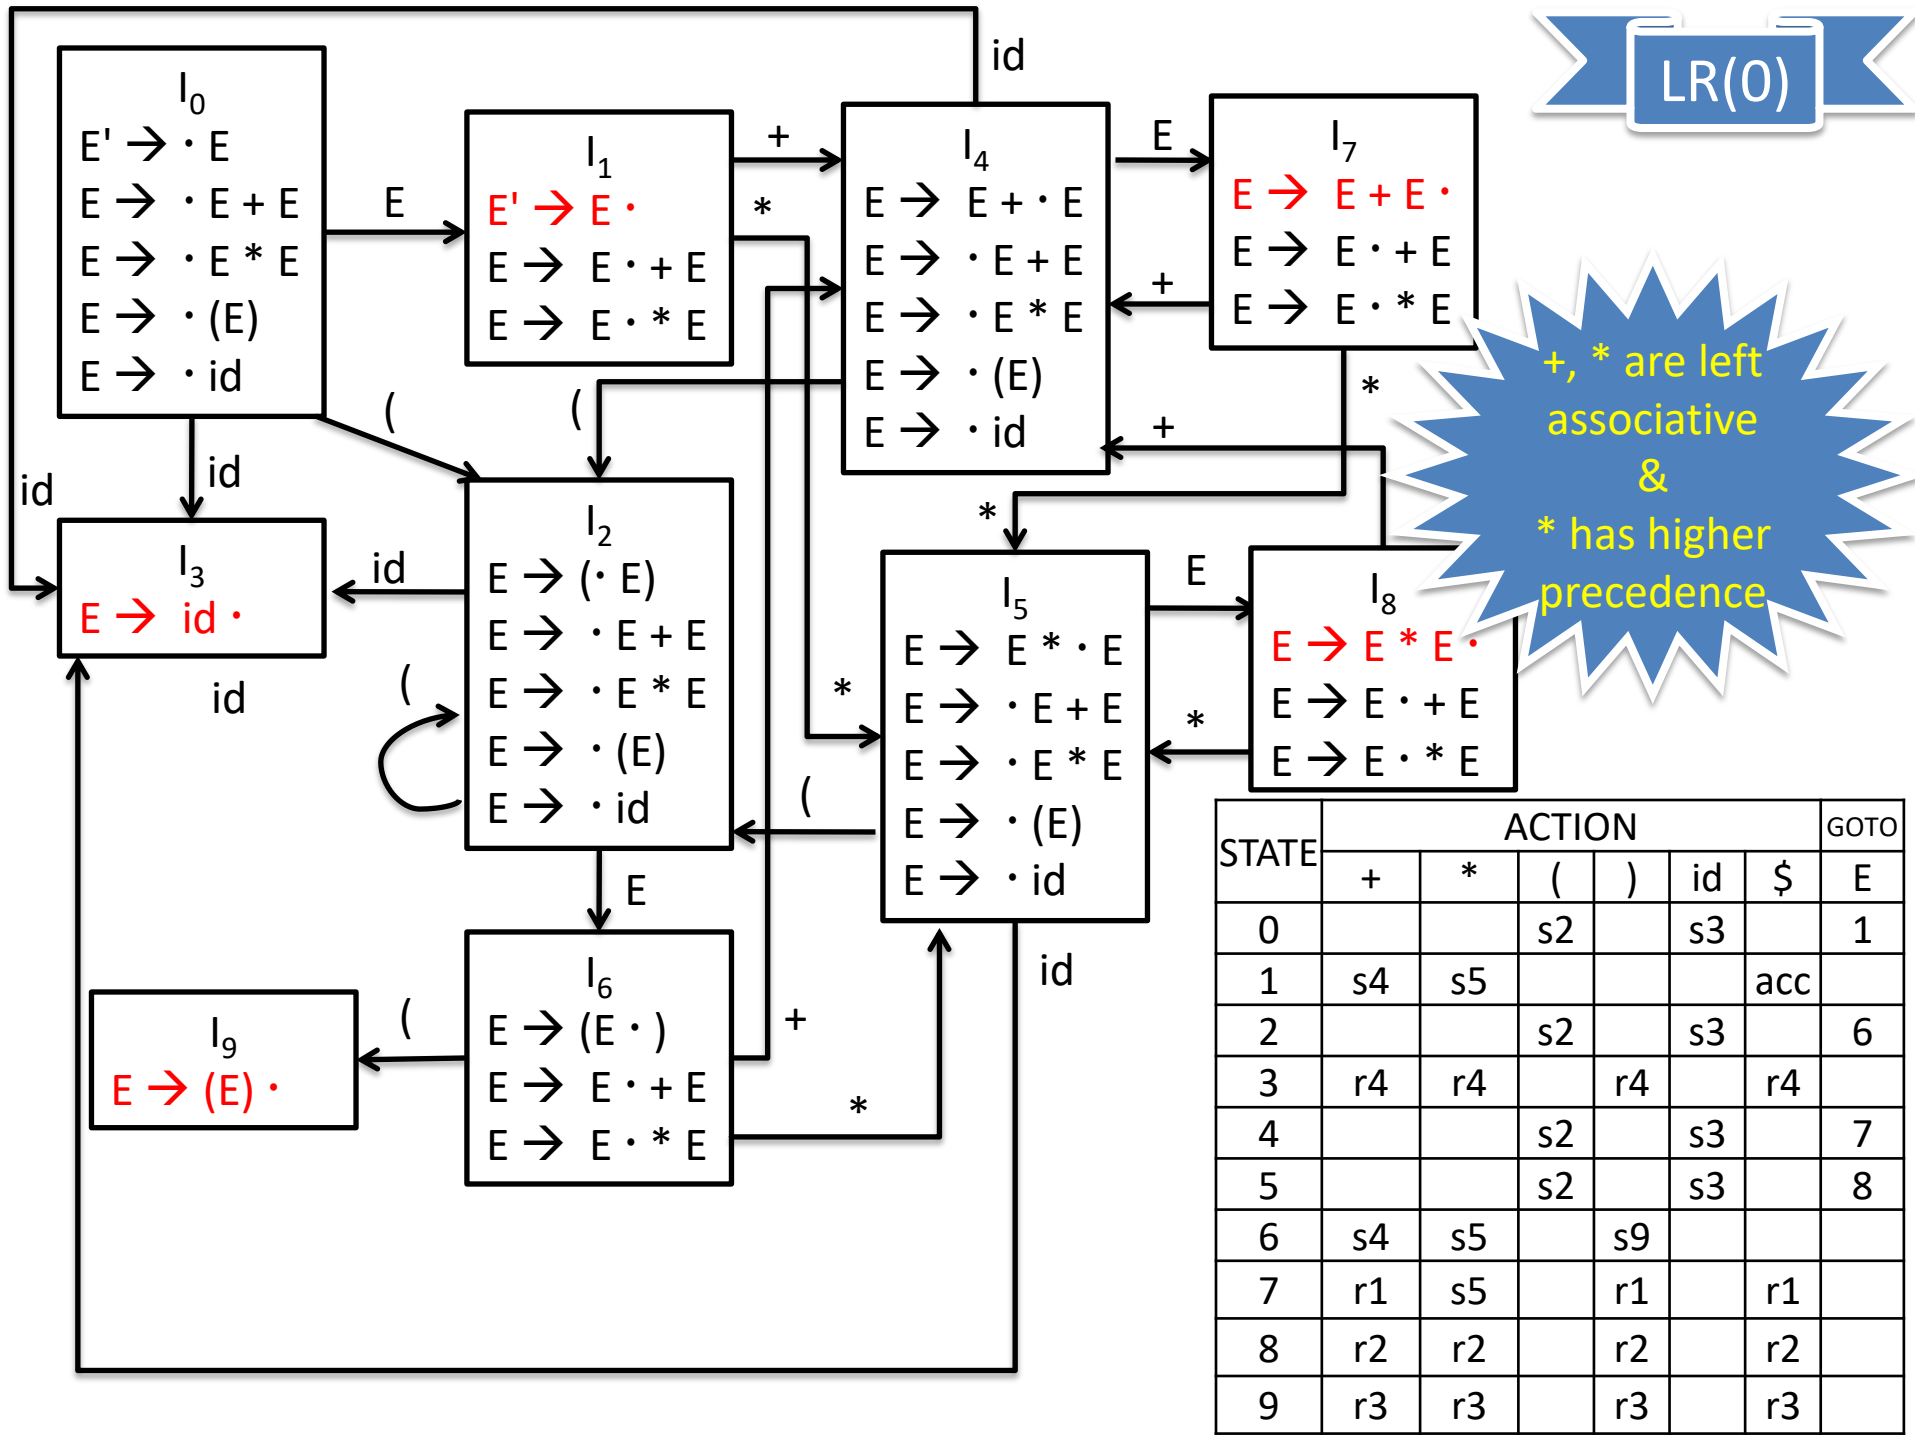 LR(0)
id
I0
E' → · E
E → · E + E
E → · E * E
E → · (E)
E → · id
E
I1
E' → E ·
E → E · + E
E → E · * E
+
*
I4
E → E + · E
E → · E + E
E → · E * E
E → · (E)
E → · id
E
I7
E → E + E ·
E → E · + E
E → E · * E
+
*
+, * are left
associative
&
* has higher
precedence
(
(
id
id
+
*
I3
E → id ·
id
id
I2
E → (· E)
E → · E + E
E → · E * E
E → · (E)
E → · id
(
*
I5
E → E * · E
E → · E + E
E → · E * E
E → · (E)
E → · id
E
I8
E → E * E ·
E → E · + E
E → E · * E
*
(
E
id
I6
E → (E · )
E → E · + E
E → E · * E
(
+
*
I9
E → (E) ·
STATE ACTION GOTO
+ * ( ) id $ E
0 s2 s3 1
1 s4 s5 acc
2 s2 s3 6
3 r4 r4 r4 r4
4 s2 s3 7
5 s2 s3 8
6 s4 s5 s9
7 r1 s5 r1 r1
8 r2 r2 r2 r2
9 r3 r3 r3 r3